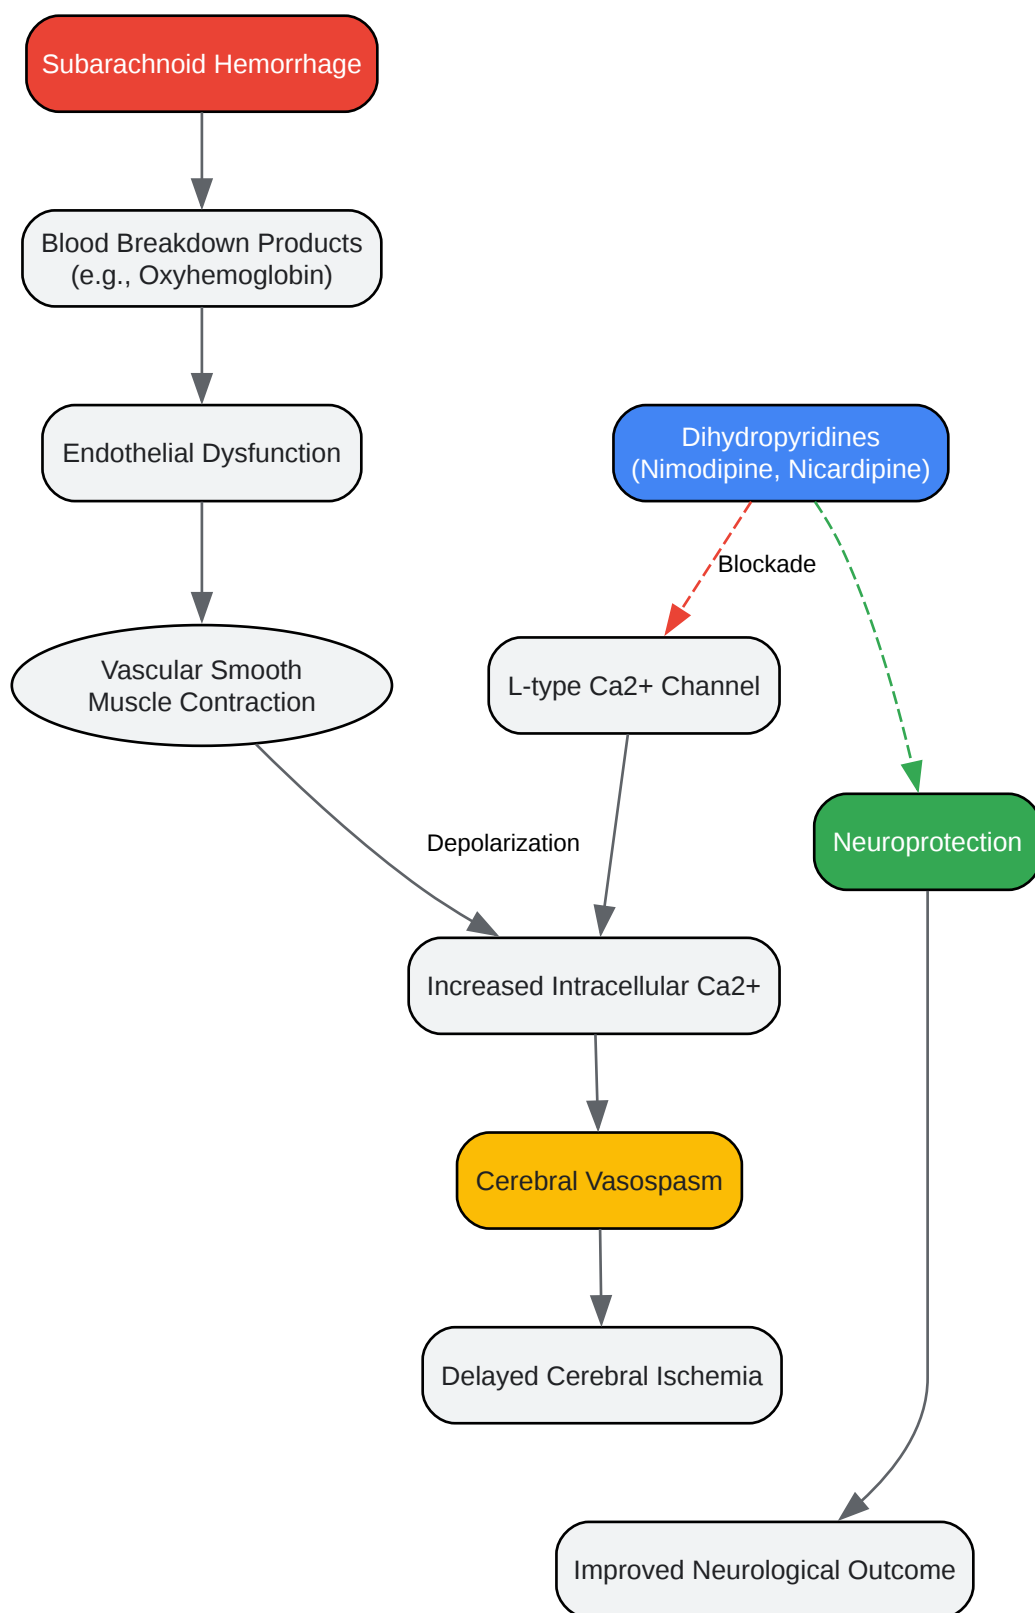 Subarachnoid Hemorrhage
Blood Breakdown Products
(e.g., Oxyhemoglobin)
Endothelial Dysfunction
Dihydropyridines
(Nimodipine, Nicardipine)
Blockade
Vascular Smooth
Muscle Contraction
L-type Ca2+ Channel
Depolarization
Neuroprotection
Increased Intracellular Ca2+
Cerebral Vasospasm
Delayed Cerebral Ischemia
Improved Neurological Outcome